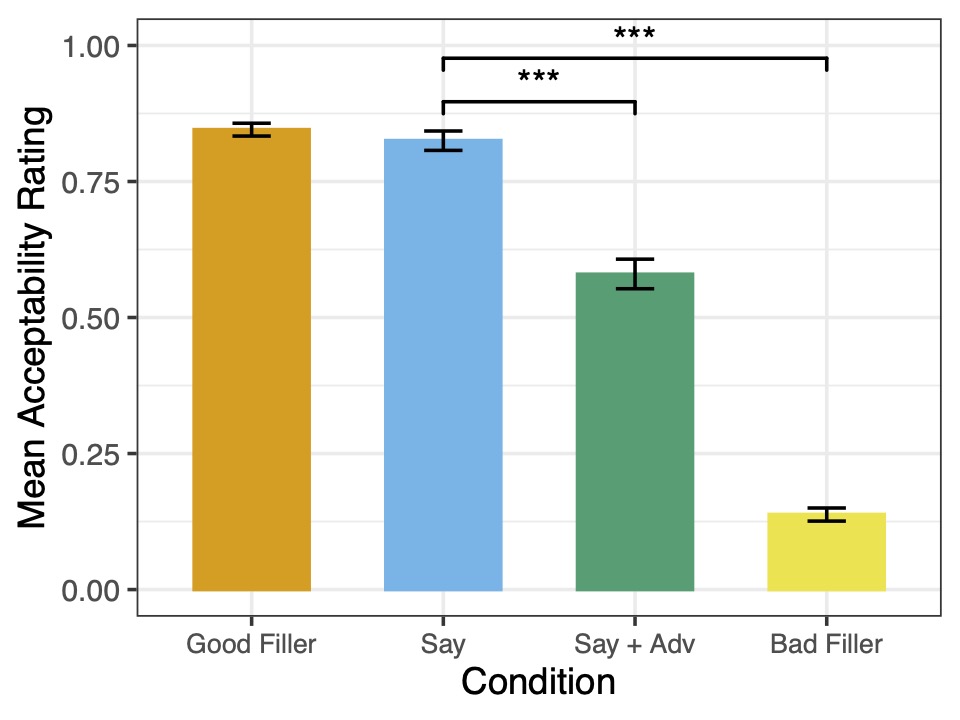 ***
***
1.00
0.75
0.50
0.25
0.00
Mean Acceptability Rating
Good Filler
Say
Say + Adv
Bad Filler
Condition